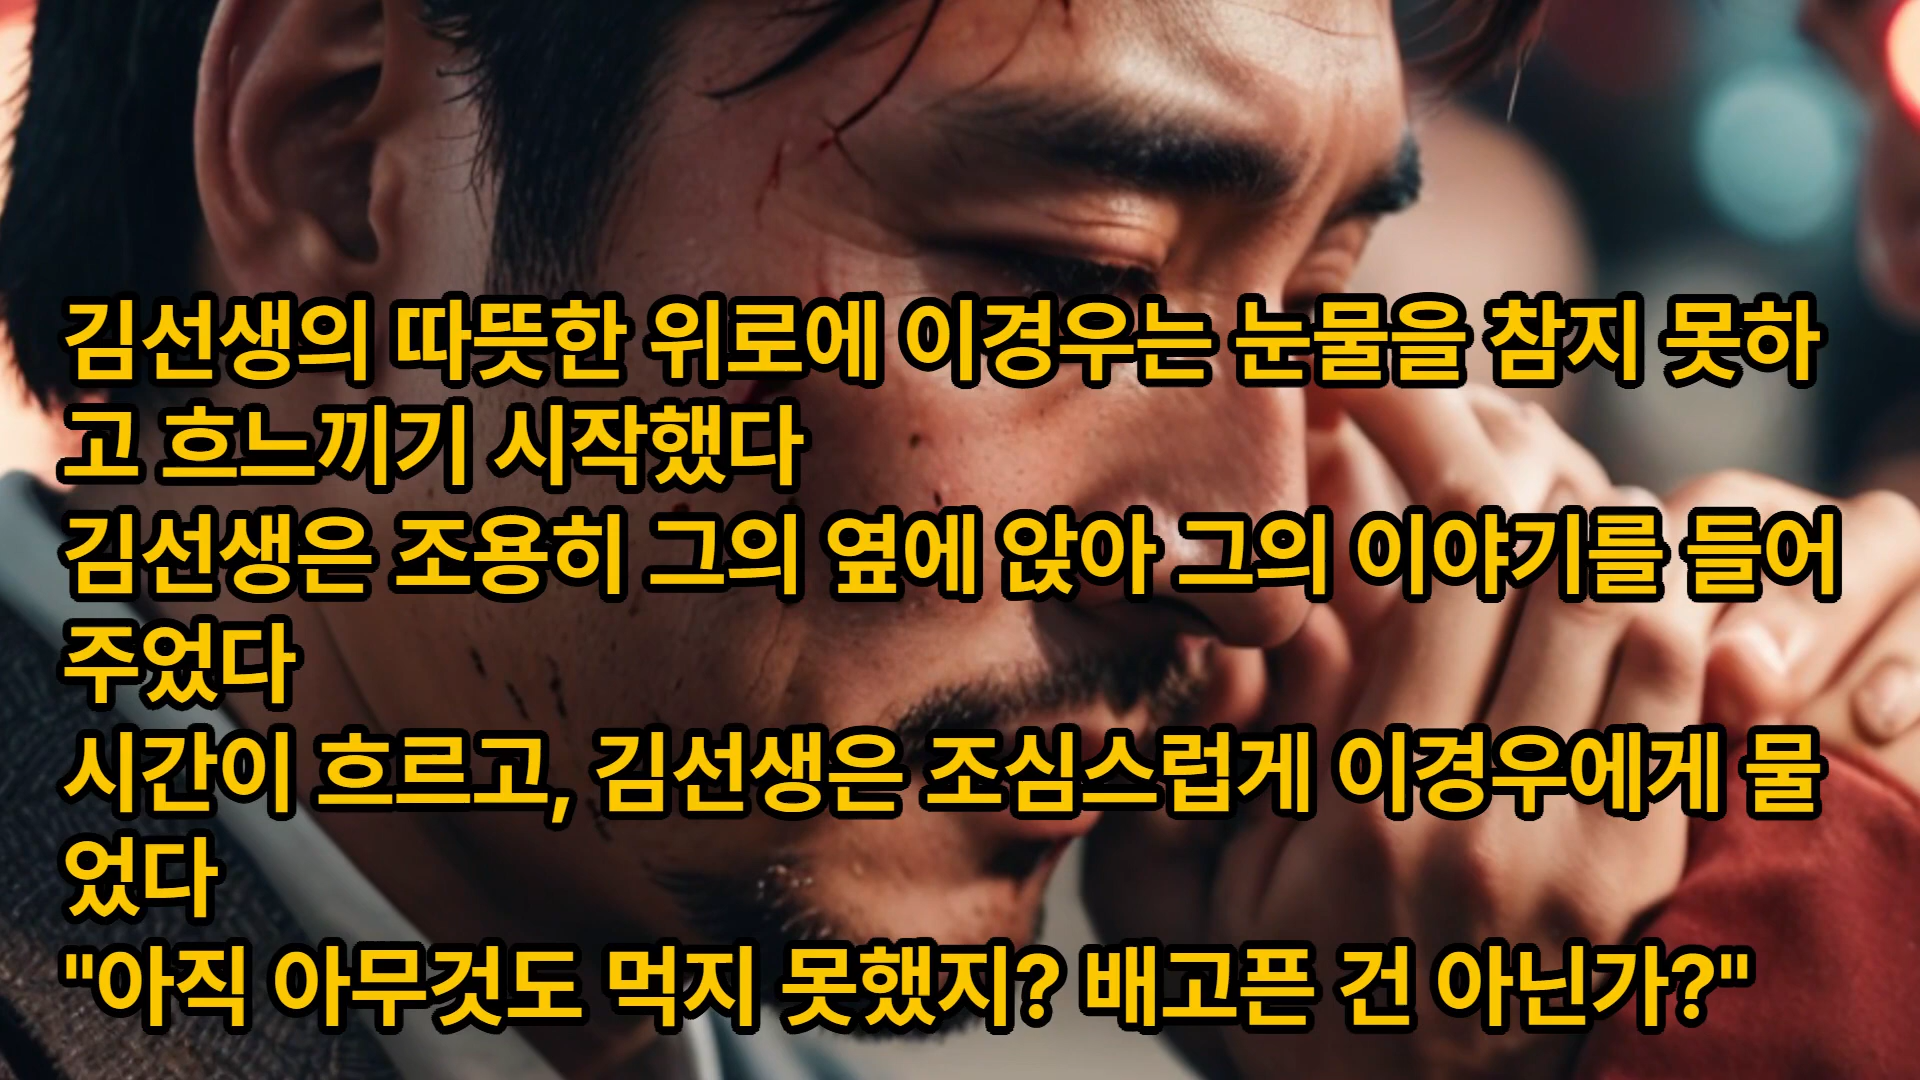 김선생의 따뜻한 위로에 이경우는 눈물을 참지 못하
고 흐느끼기 시작했다
김선생은 조용히 그의 옆에 앉아 그의 이야기를 들어
주었다
시간이 흐르고, 김선생은 조심스럽게 이경우에게 물
었다
"아직 아무것도 먹지 못했지? 배고픈 건 아닌가?"